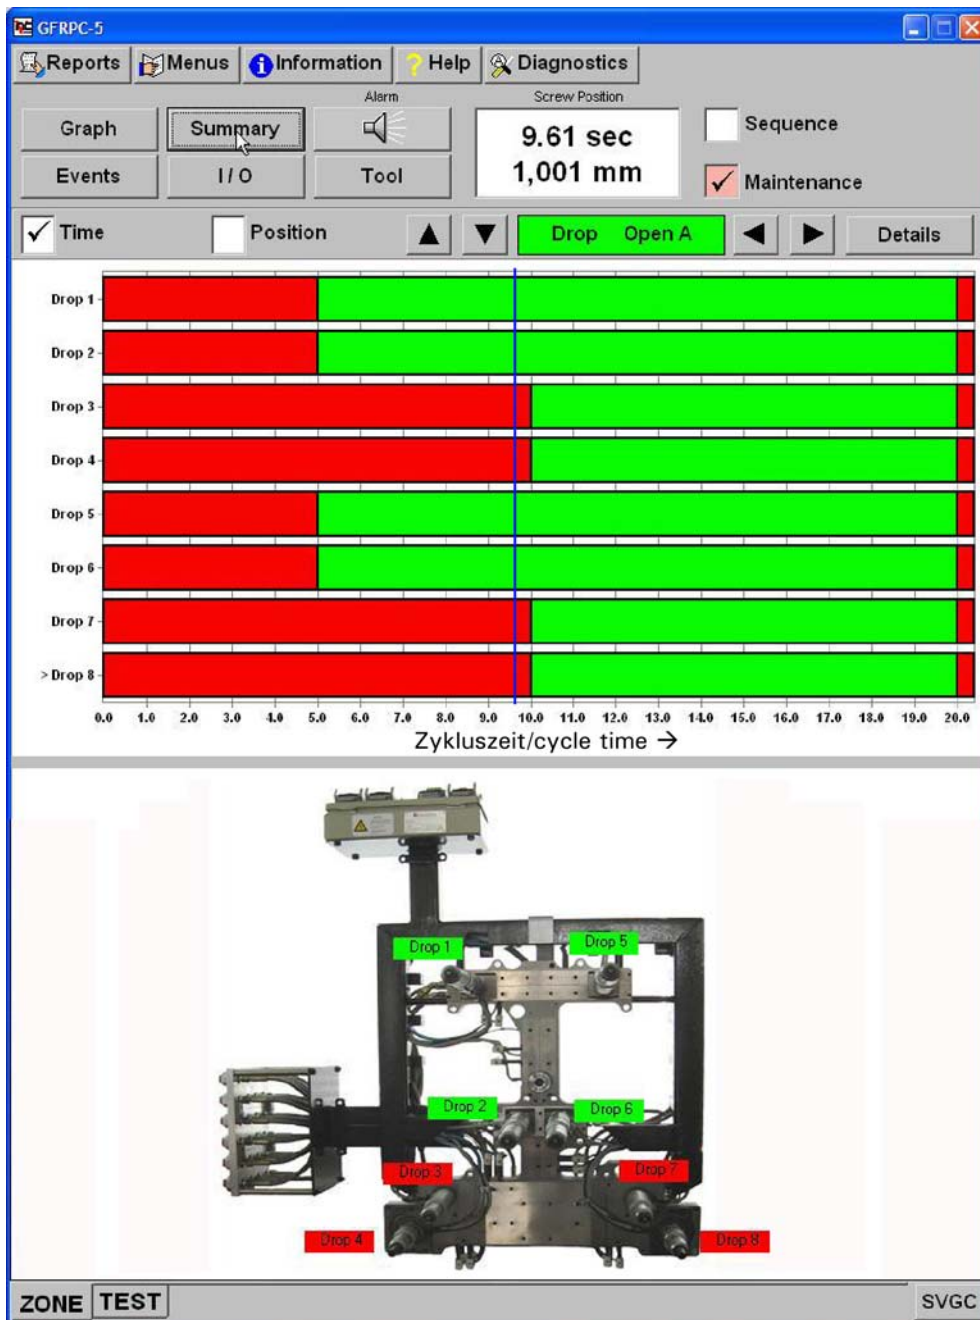 GFRPC-5
Reports Menus Information Help Diagnostics
Alarm Screw Position
Graph Summary 9.61 sec Sequence
Events I / O Tool 1,001 mm Maintenance
Time Position Drop Open A Details
Drop 1
Drop 2
Drop 3
Drop 4
Drop 5
Drop 6
Drop 7
> Drop 8
0.0 1.0 2.0 3.0 4.0 5.0 6.0 7.0 8.0 9.0 10.0 11.0 12.0 13.0 14.0 15.0 16.0 17.0 18.0 19.0 20.0
Zykluszeit/cycle time →
Drop 1 Drop 5
Drop 2 Drop 6
Drop 3 Drop 7
Drop 4 Drop 8
ZONE TEST SVGC